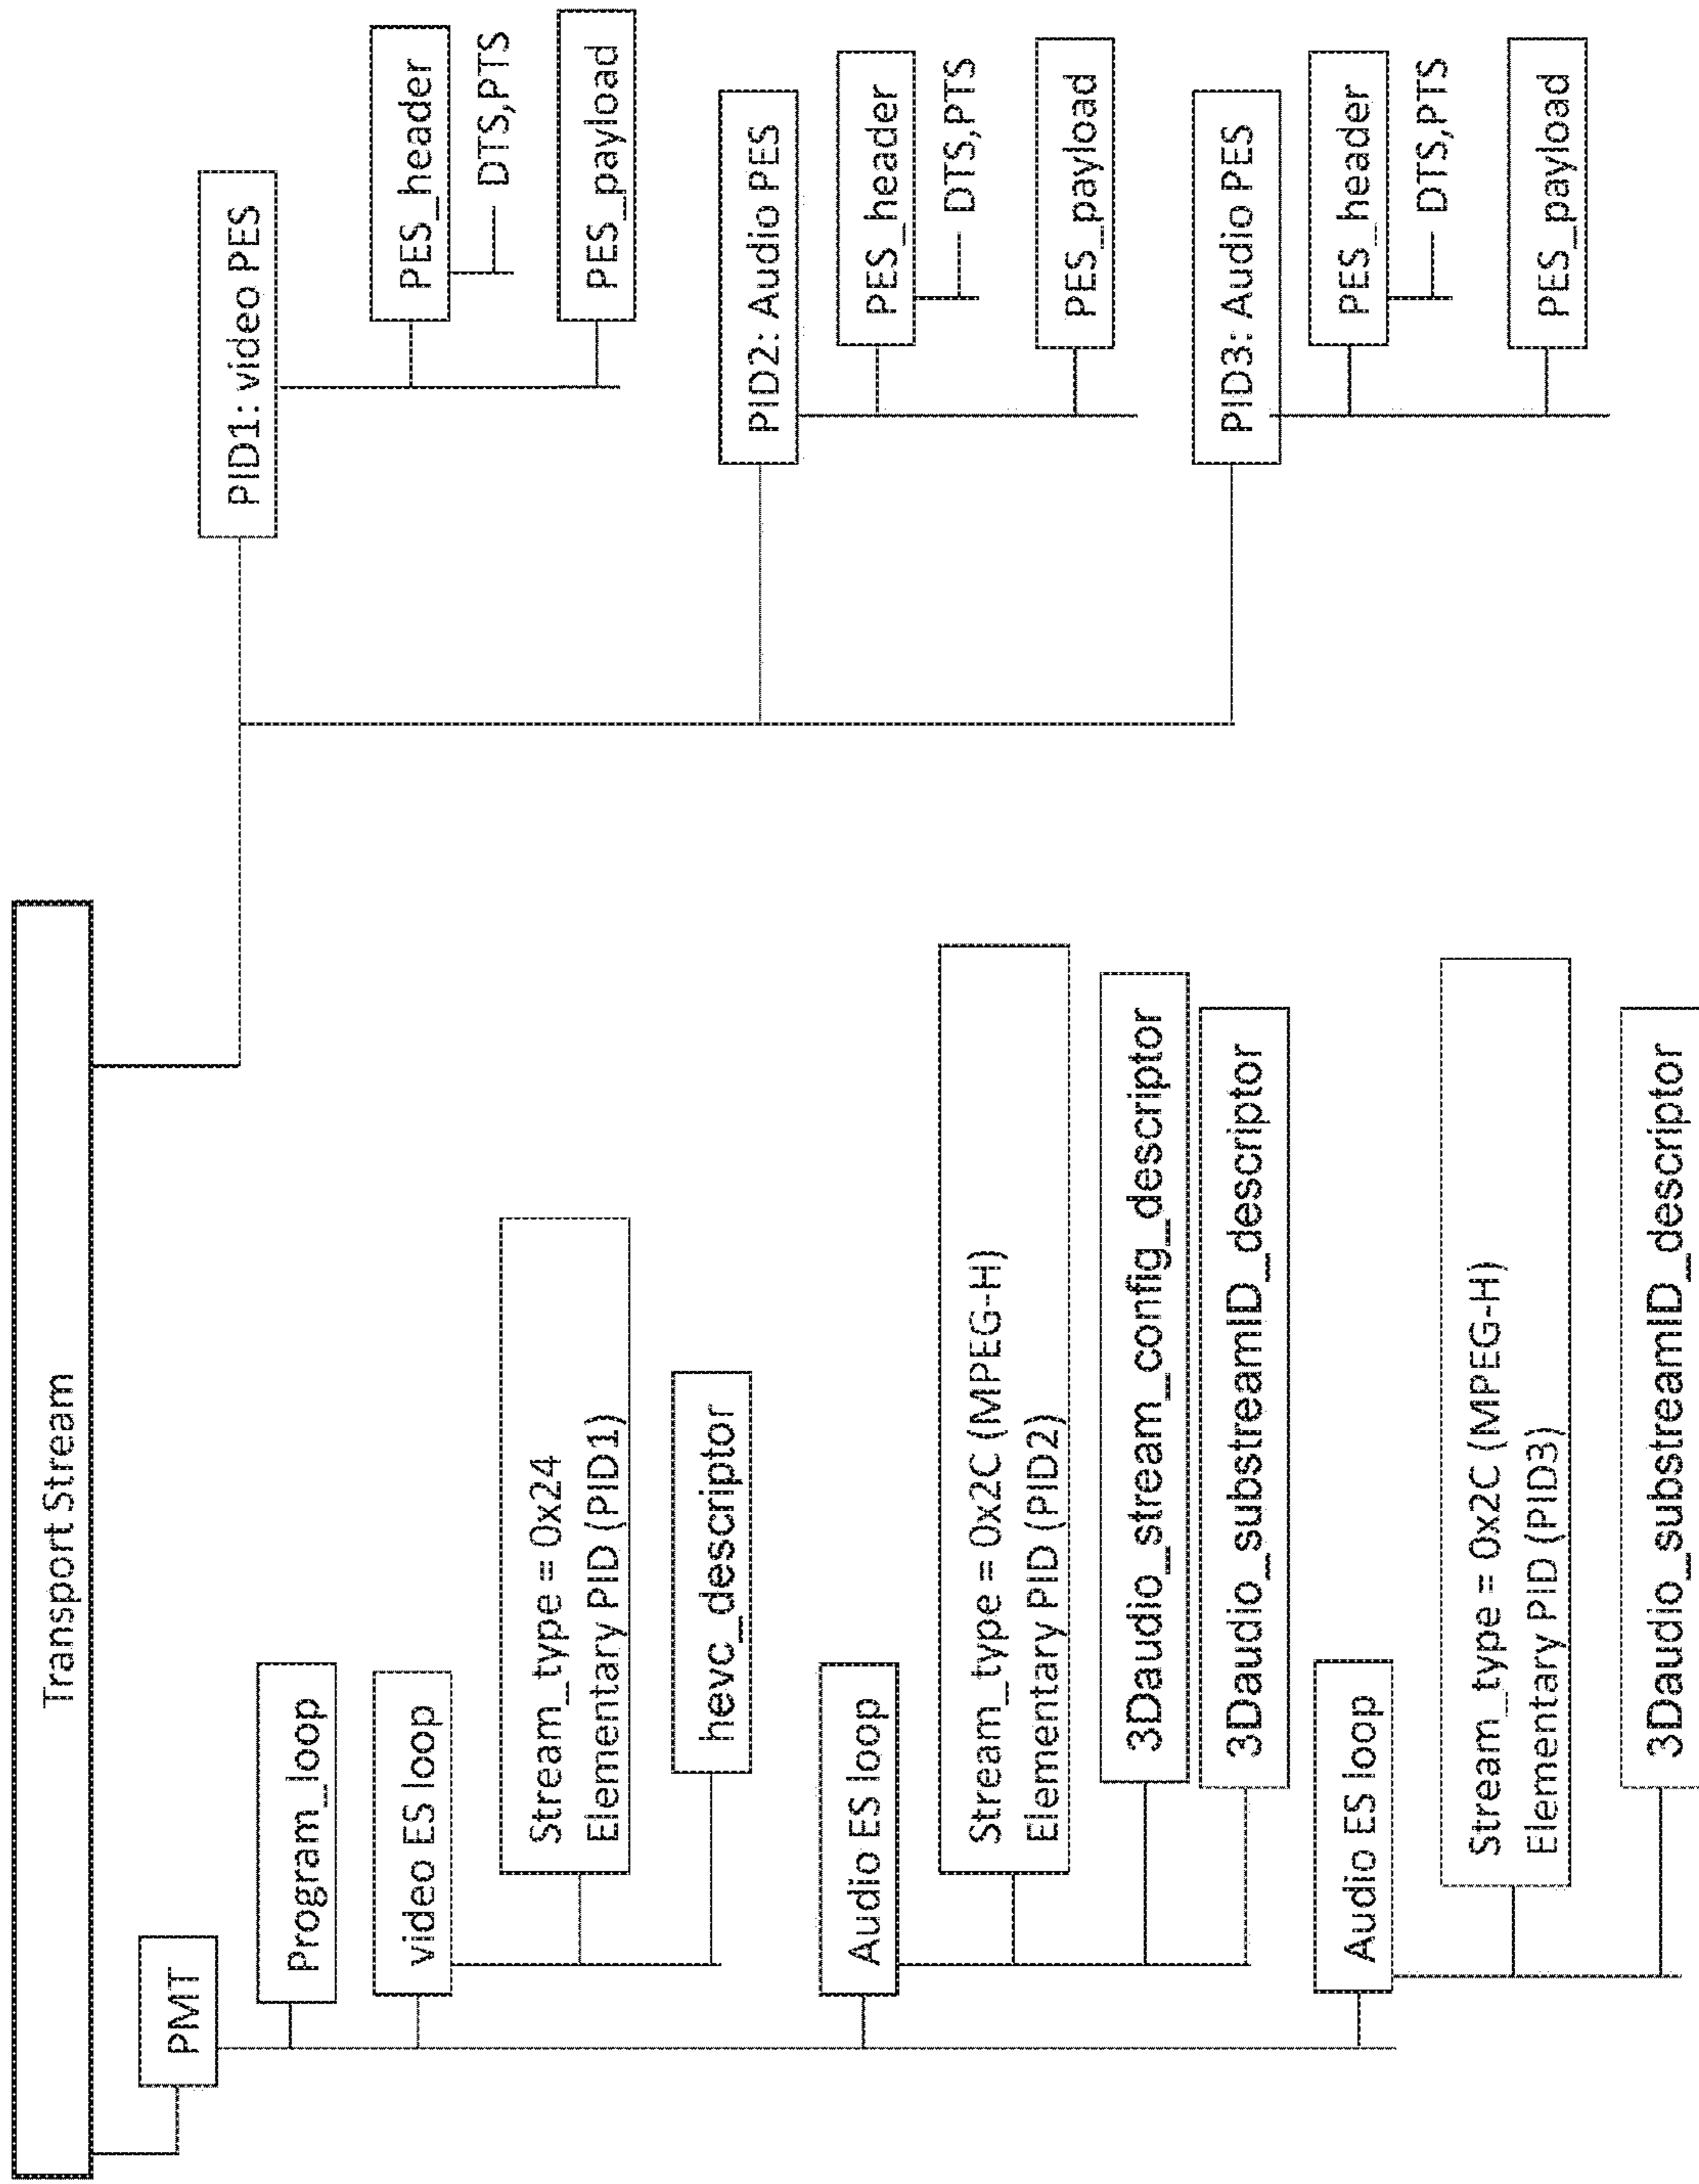 Transport Stream
PMT
Program_loop
video ES loop
Stream_type = 0x24
Elementary PID (PID1)
hevc_descriptor
Audio ES loop
Stream_type = 0x2C (MPEG-H)
Elementary PID (PID2)
3Daudio_stream_config_descriptor
3Daudio_substreamID_descriptor
Audio ES loop
Stream_type = 0x2C (MPEG-H)
Elementary PID (PID3)
3Daudio_substreamID_descriptor
PID1: video PES
PES_header
DTS,PTS
PES_payload
PID2: Audio PES
PES_header
DTS,PTS
PES_payload
PID3: Audio PES
PES_header
DTS,PTS
PES_payload